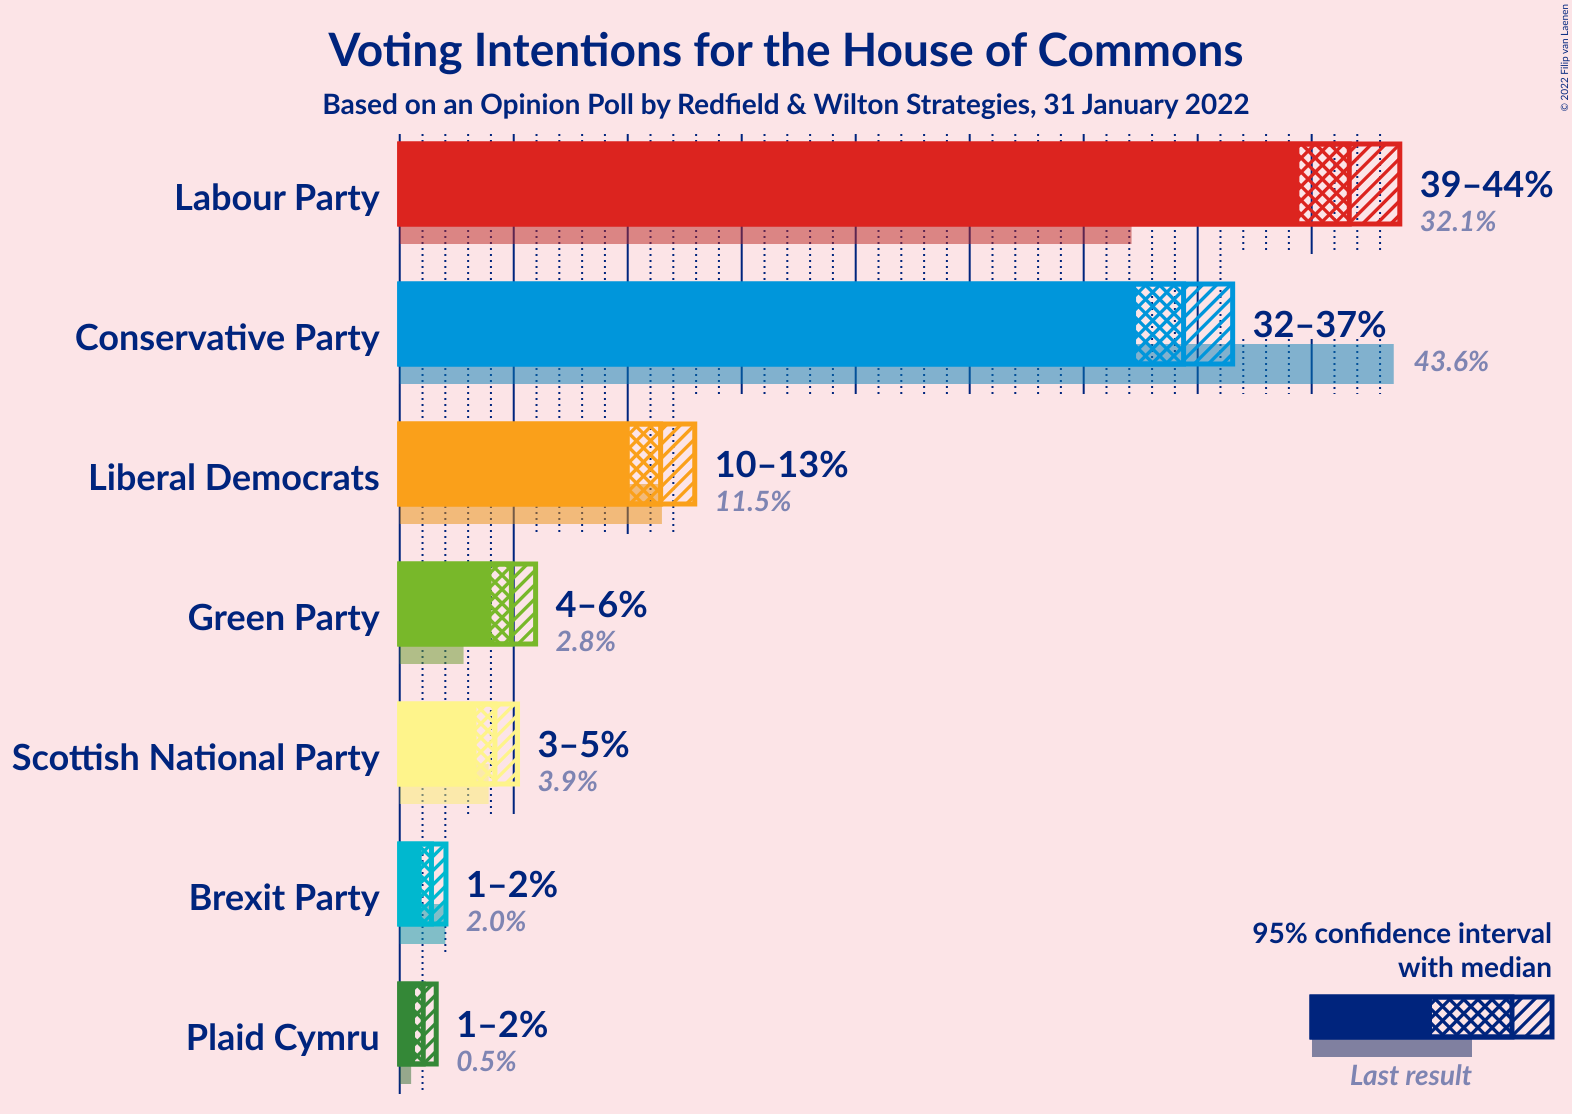 Voting Intentions for the House of Commons
Based on an Opinion Poll by Redfield & Wilton Strategies, 31 January 2022
© 2022 Filip van Laenen
Labour Party
39–44%
32.1%
Conservative Party
32–37%
43.6%
Liberal Democrats
10–13%
11.5%
Green Party
4–6%
2.8%
Scottish National Party
3–5%
3.9%
Brexit Party
1–2%
2.0%
Plaid Cymru
1–2%
0.5%
95% confidence interval
with median
Last result